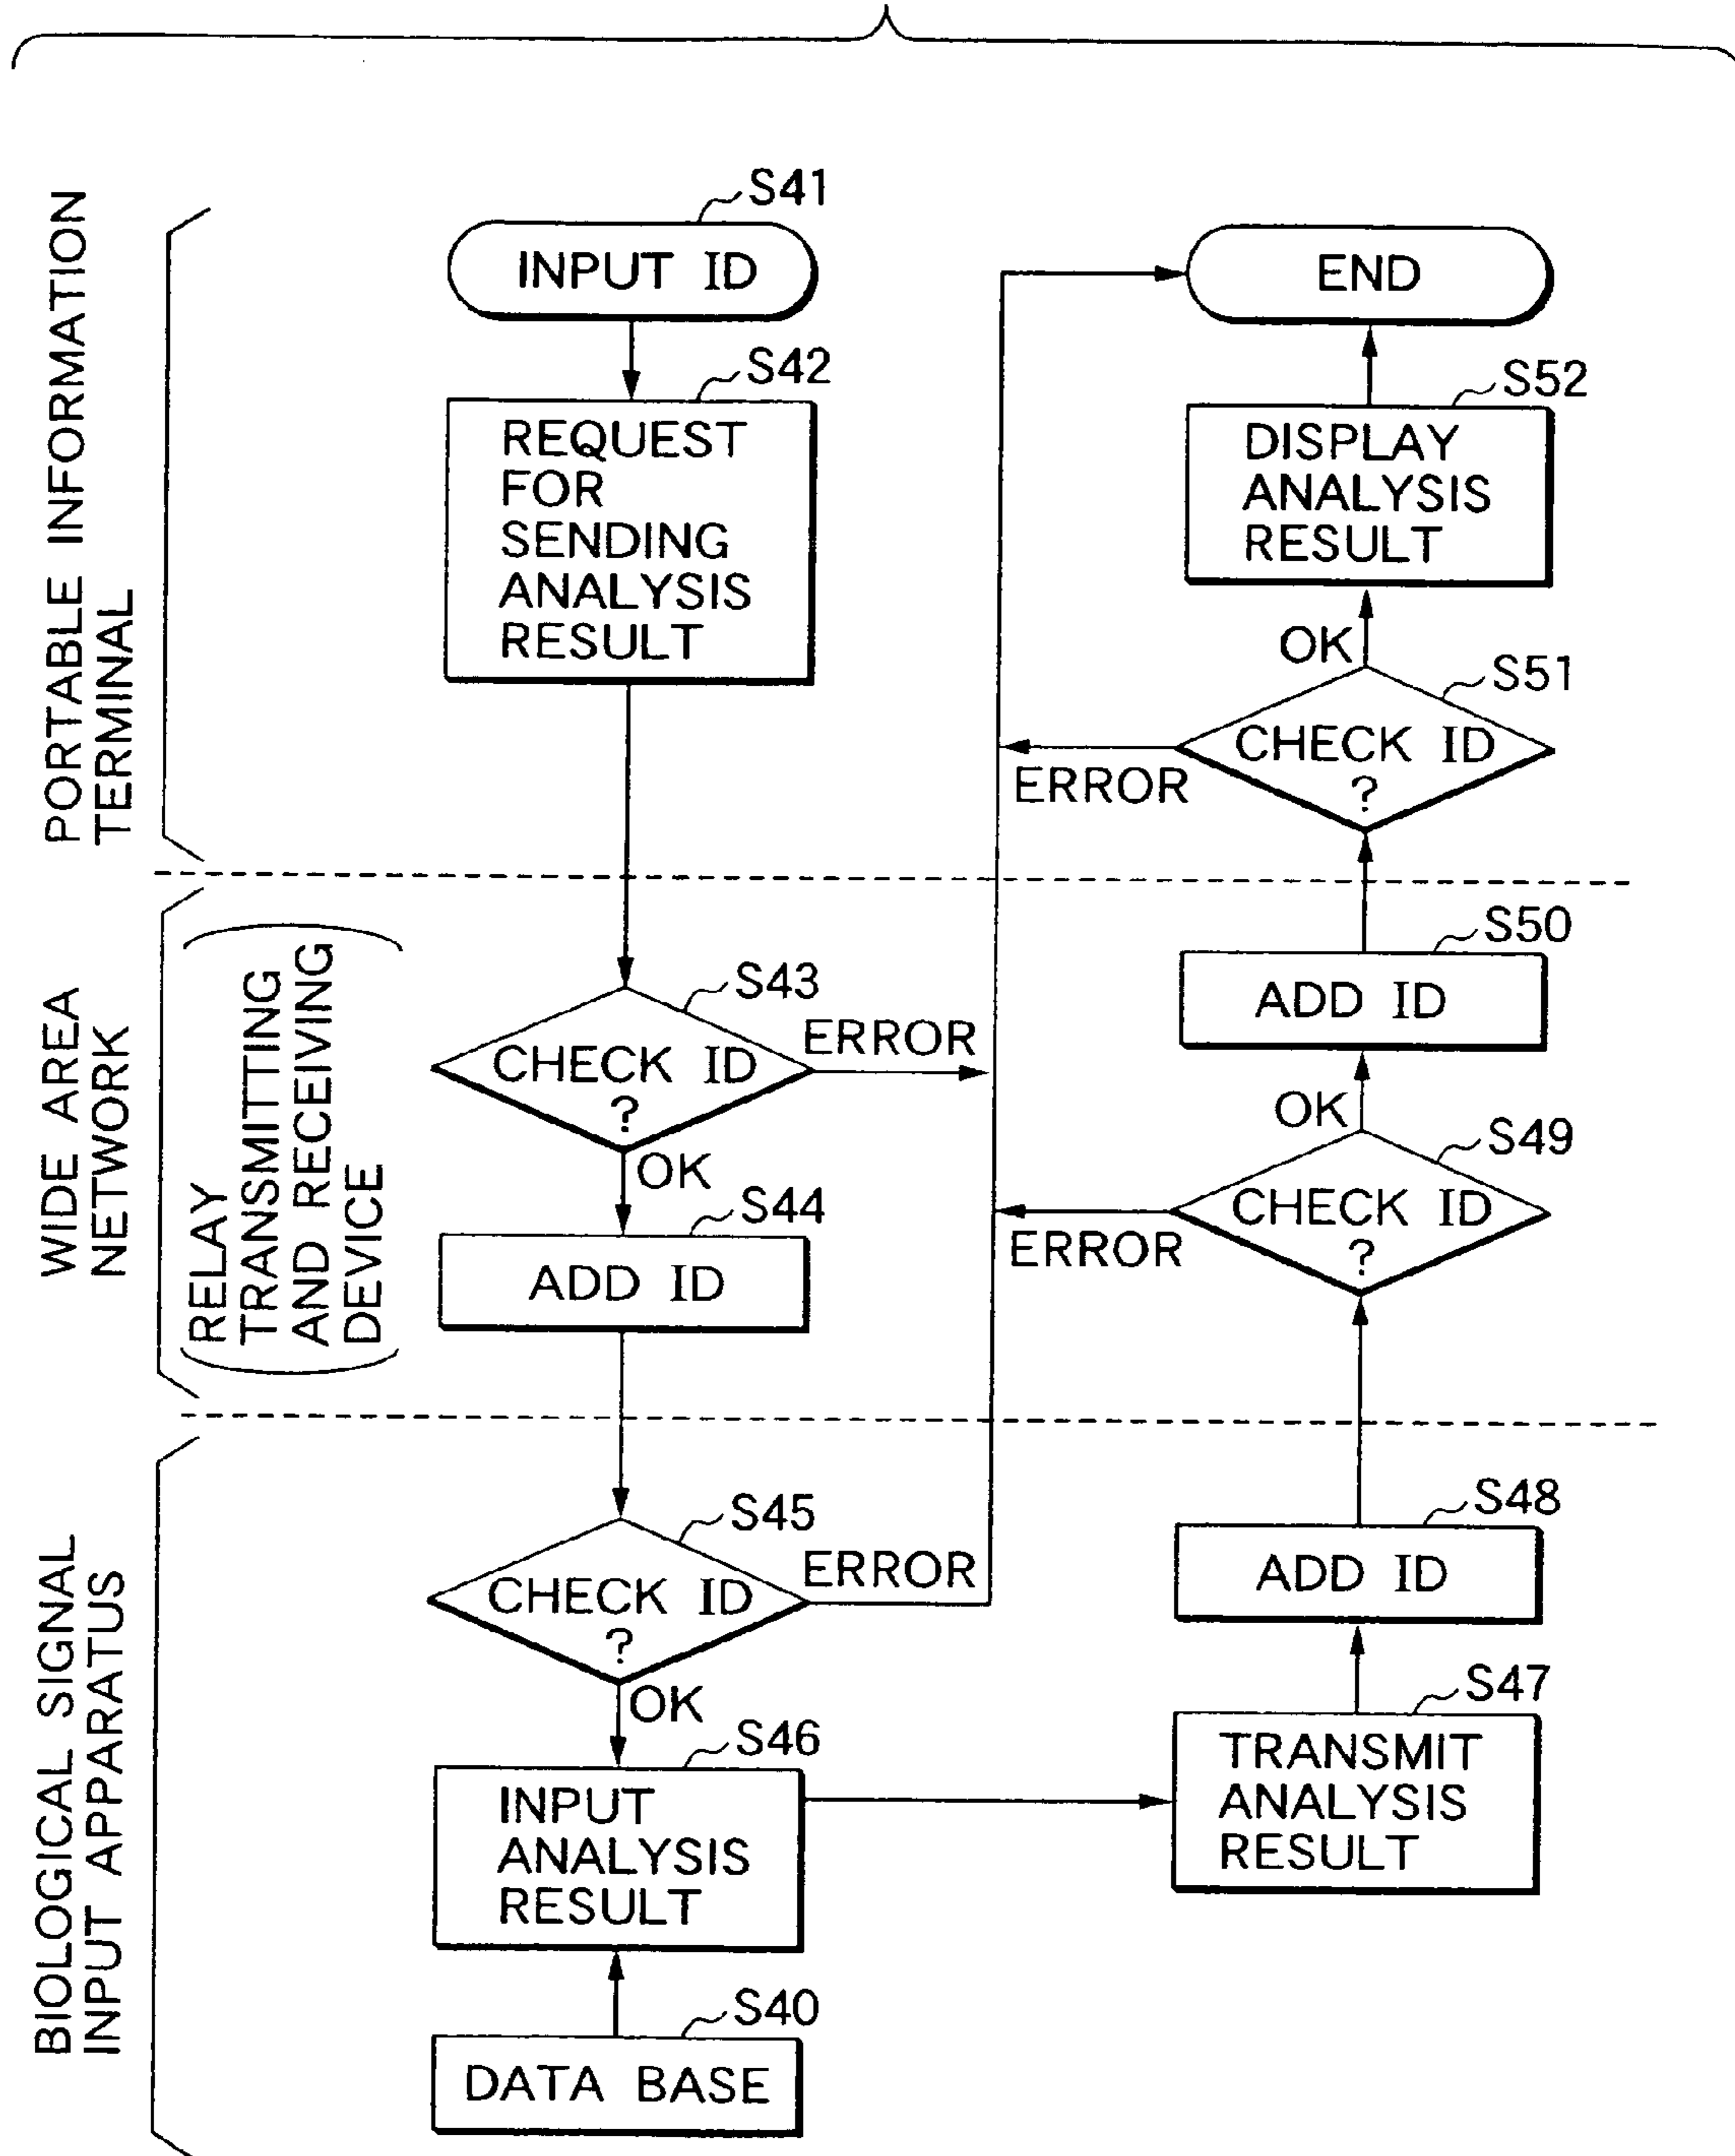 PORTABLE INFORMATION
TERMINAL
S41
INPUT ID
S42
REQUEST
FOR
SENDING
ANALYSIS
RESULT
END
S52
DISPLAY
ANALYSIS
RESULT
OK
S51
CHECK ID
?
ERROR
WIDE AREA
NETWORK
RELAY
TRANSMITTING
AND RECEIVING
DEVICE
S43
CHECK ID
?
ERROR
OK
S44
ADD ID
S50
ADD ID
OK
S49
CHECK ID
?
ERROR
BIOLOGICAL SIGNAL
INPUT APPARATUS
S45
CHECK ID
?
ERROR
OK
S46
INPUT
ANALYSIS
RESULT
S40
DATA BASE
S48
ADD ID
S47
TRANSMIT
ANALYSIS
RESULT